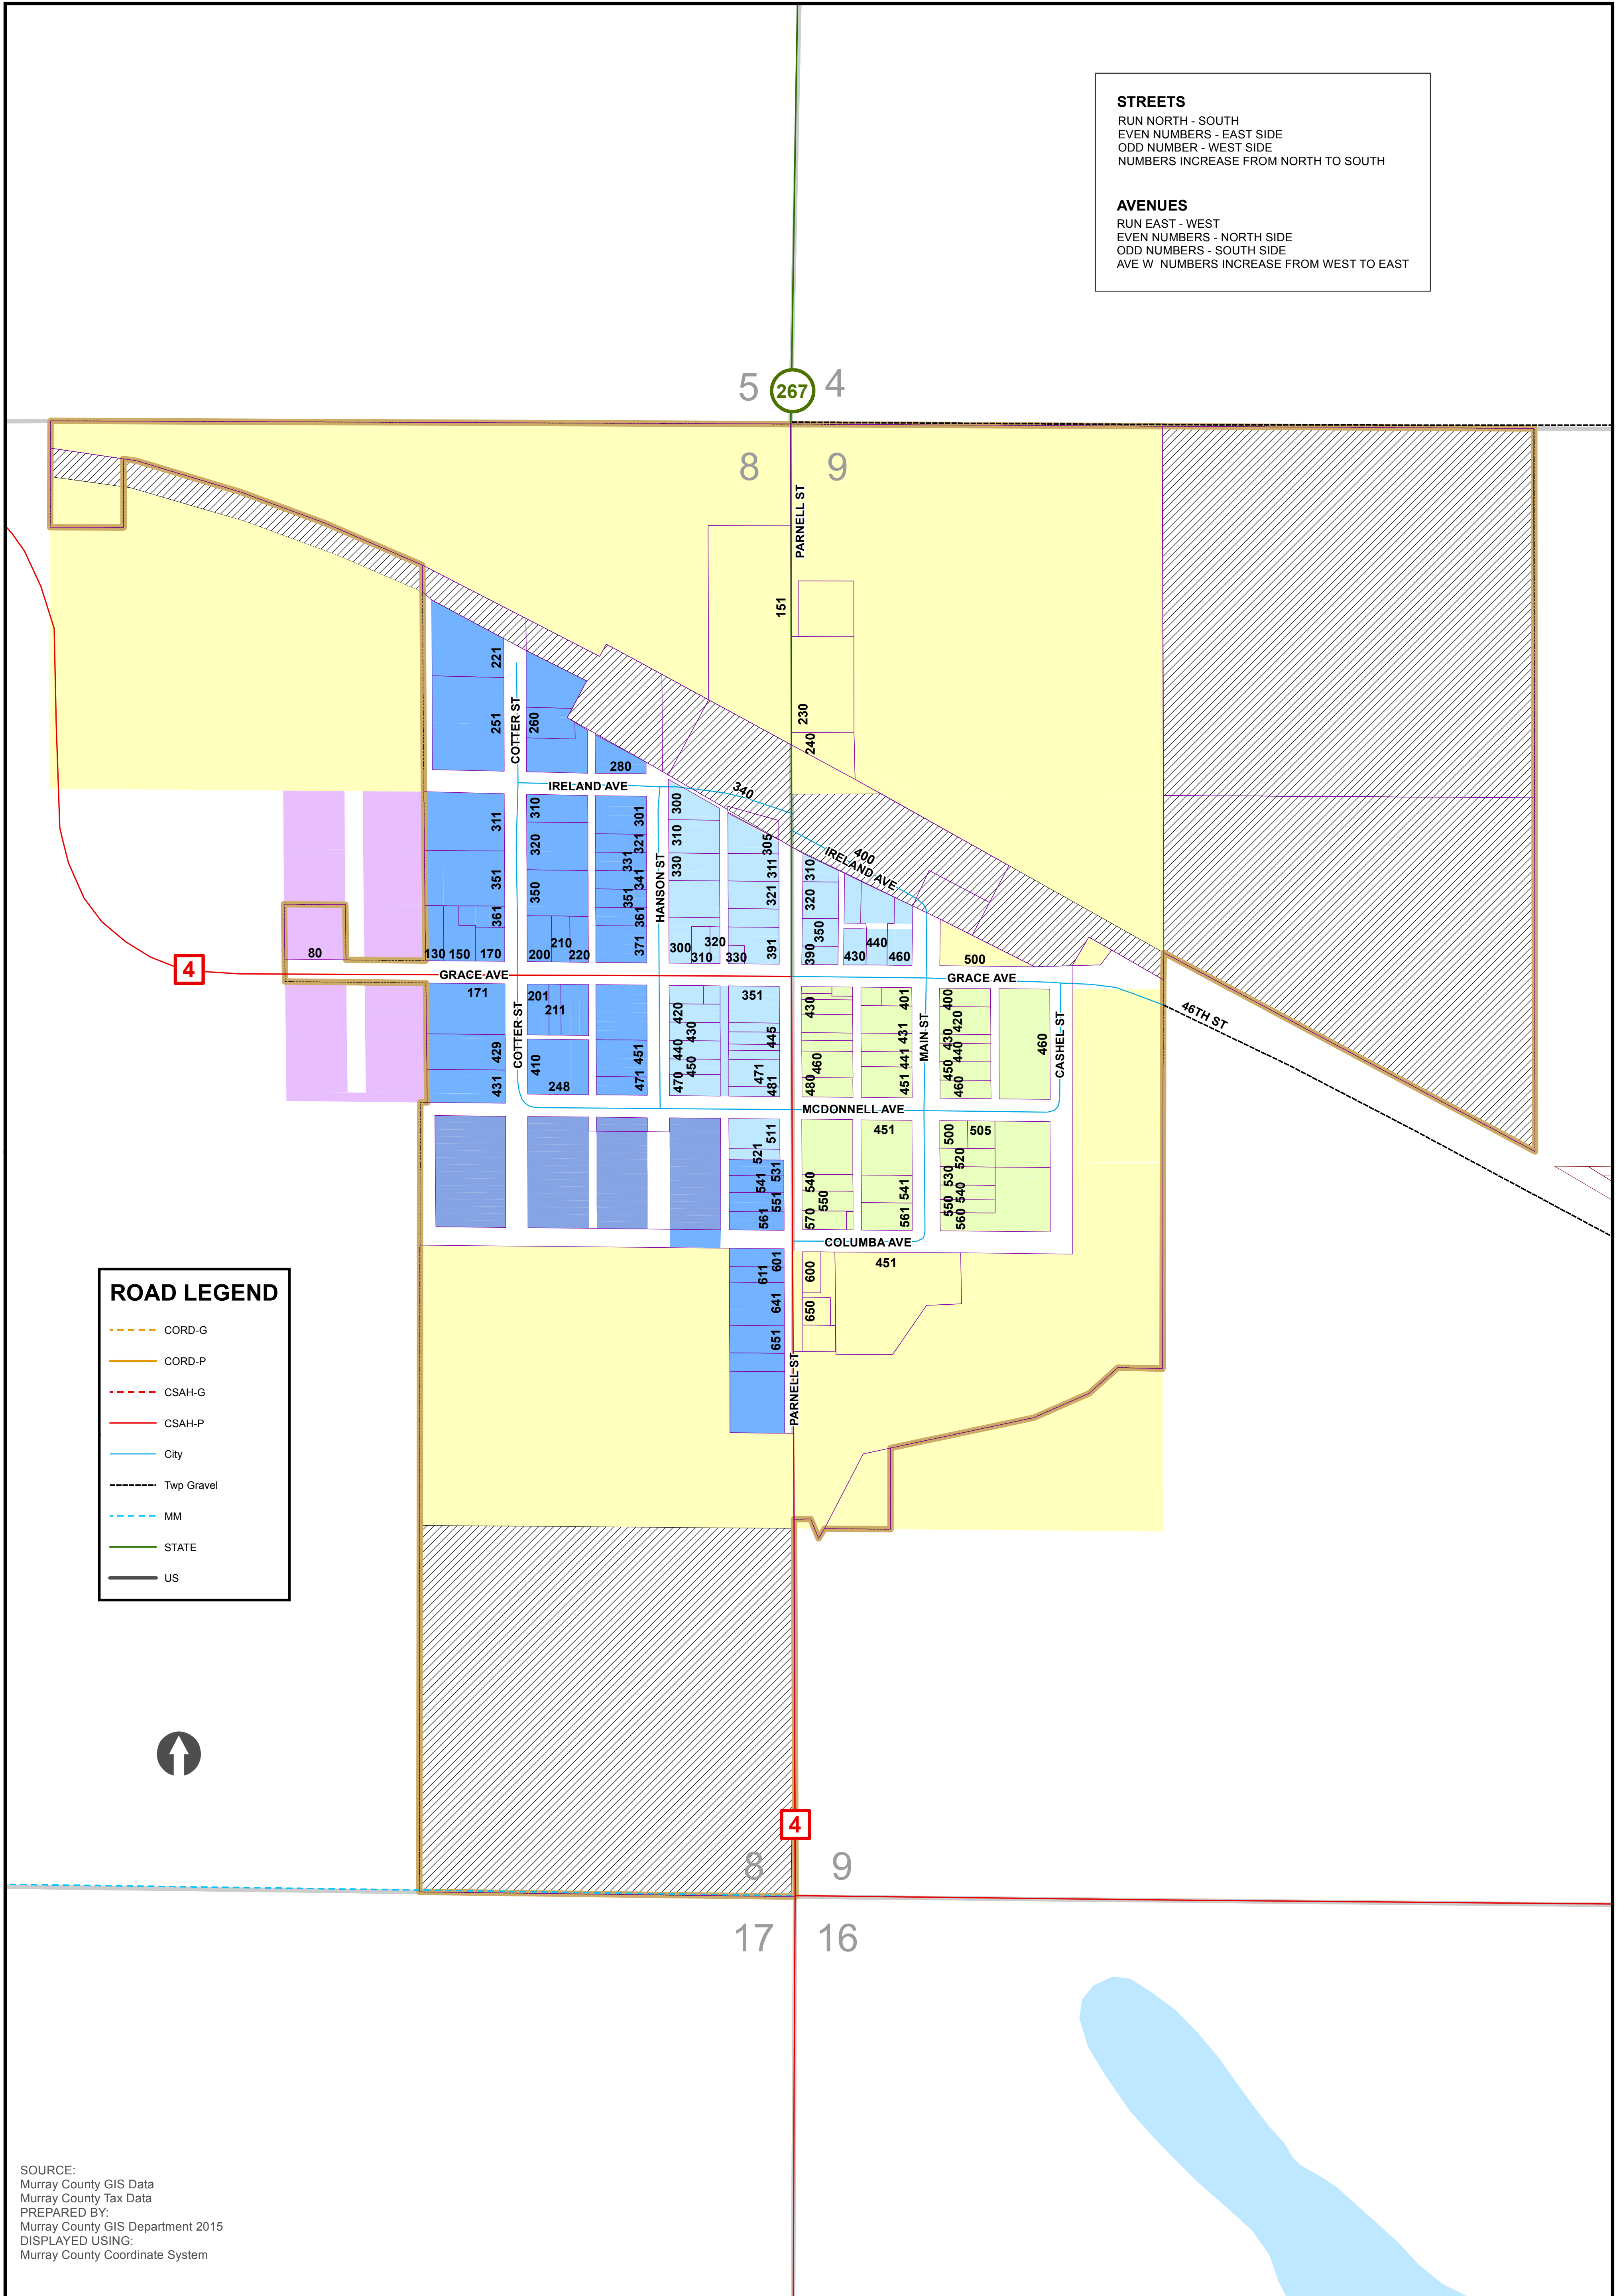 STREETS
RUN NORTH - SOUTH
EVEN NUMBERS - EAST SIDE
ODD NUMBER - WEST SIDE
NUMBERS INCREASE FROM NORTH TO SOUTH
AVENUES
RUN EAST - WEST
EVEN NUMBERS - NORTH SIDE
ODD NUMBERS - SOUTH SIDE
AVE W NUMBERS INCREASE FROM WEST TO EAST
5 267 4
8 9
PARNELL ST
151
221
251
COTTER ST
260
230
240
280
IRELAND AVE
340
311
310
301
300
320
321
310
305
331
330
311
310
400
IRELAND AVE
351
350
341
351
321
320
361
361
HANSON ST
350
130 150 170
200
210
220
371
300
310
320
330
391
390
430
440
460
500
80
4
GRACE AVE
GRACE AVE
46TH ST
171
201
211
351
COTTER ST
420
430
430
401
400
420
429
410
451
440
450
445
460
431
441
MAIN ST
430
440
460
CASHEL ST
431
248
471
470
471
481
480
451
450
460
MCDONNELL AVE
511
451
500
505
521
531
520
541
551
540
550
541
530
540
561
570
561
550
560
COLUMBA AVE
601
611
600
451
641
650
651
PARNELL ST
ROAD LEGEND
CORD-G
CORD-P
CSAH-G
CSAH-P
City
Twp Gravel
MM
STATE
US
4
8 9
17 16
SOURCE:
Murray County GIS Data
Murray County Tax Data
PREPARED BY:
Murray County GIS Department 2015
DISPLAYED USING:
Murray County Coordinate System